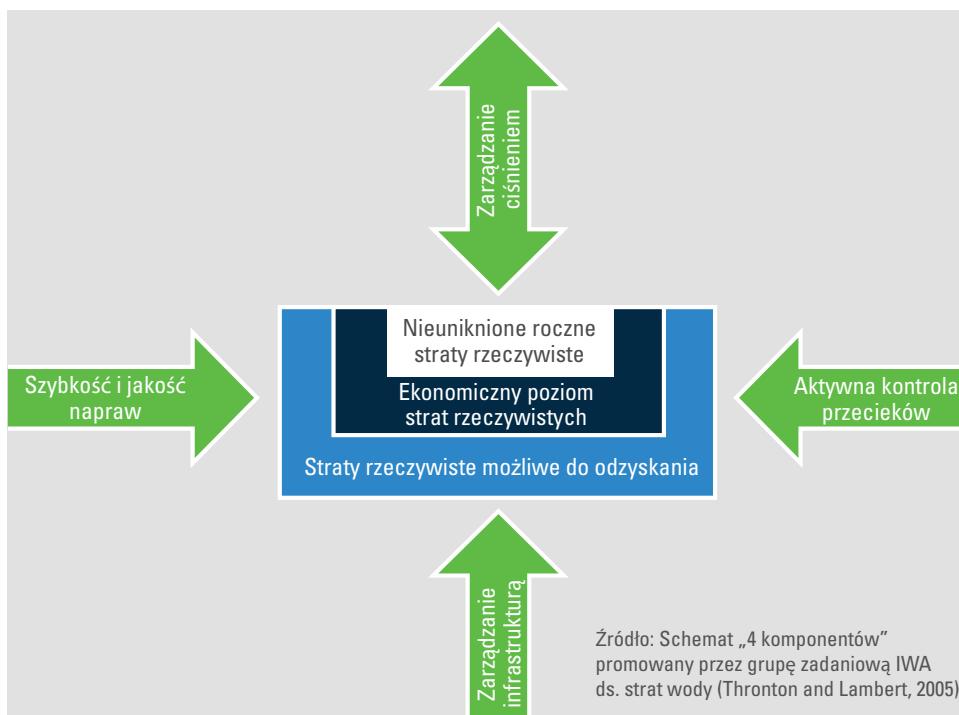 Zarządzanie
ciśnieniem
Nieuniknione roczne
straty rzeczywiste
Szybkość i jakość
napraw
Ekonomiczny poziom
strat rzeczywistych
Aktywna kontrola
przecieków
Straty rzeczywiste możliwe do odzyskania
Zarządzanie
infrastrukturą
Źródło: Schemat „4 komponentów”
promowany przez grupę zadaniową IWA
ds. strat wody (Thronton and Lambert, 2005)